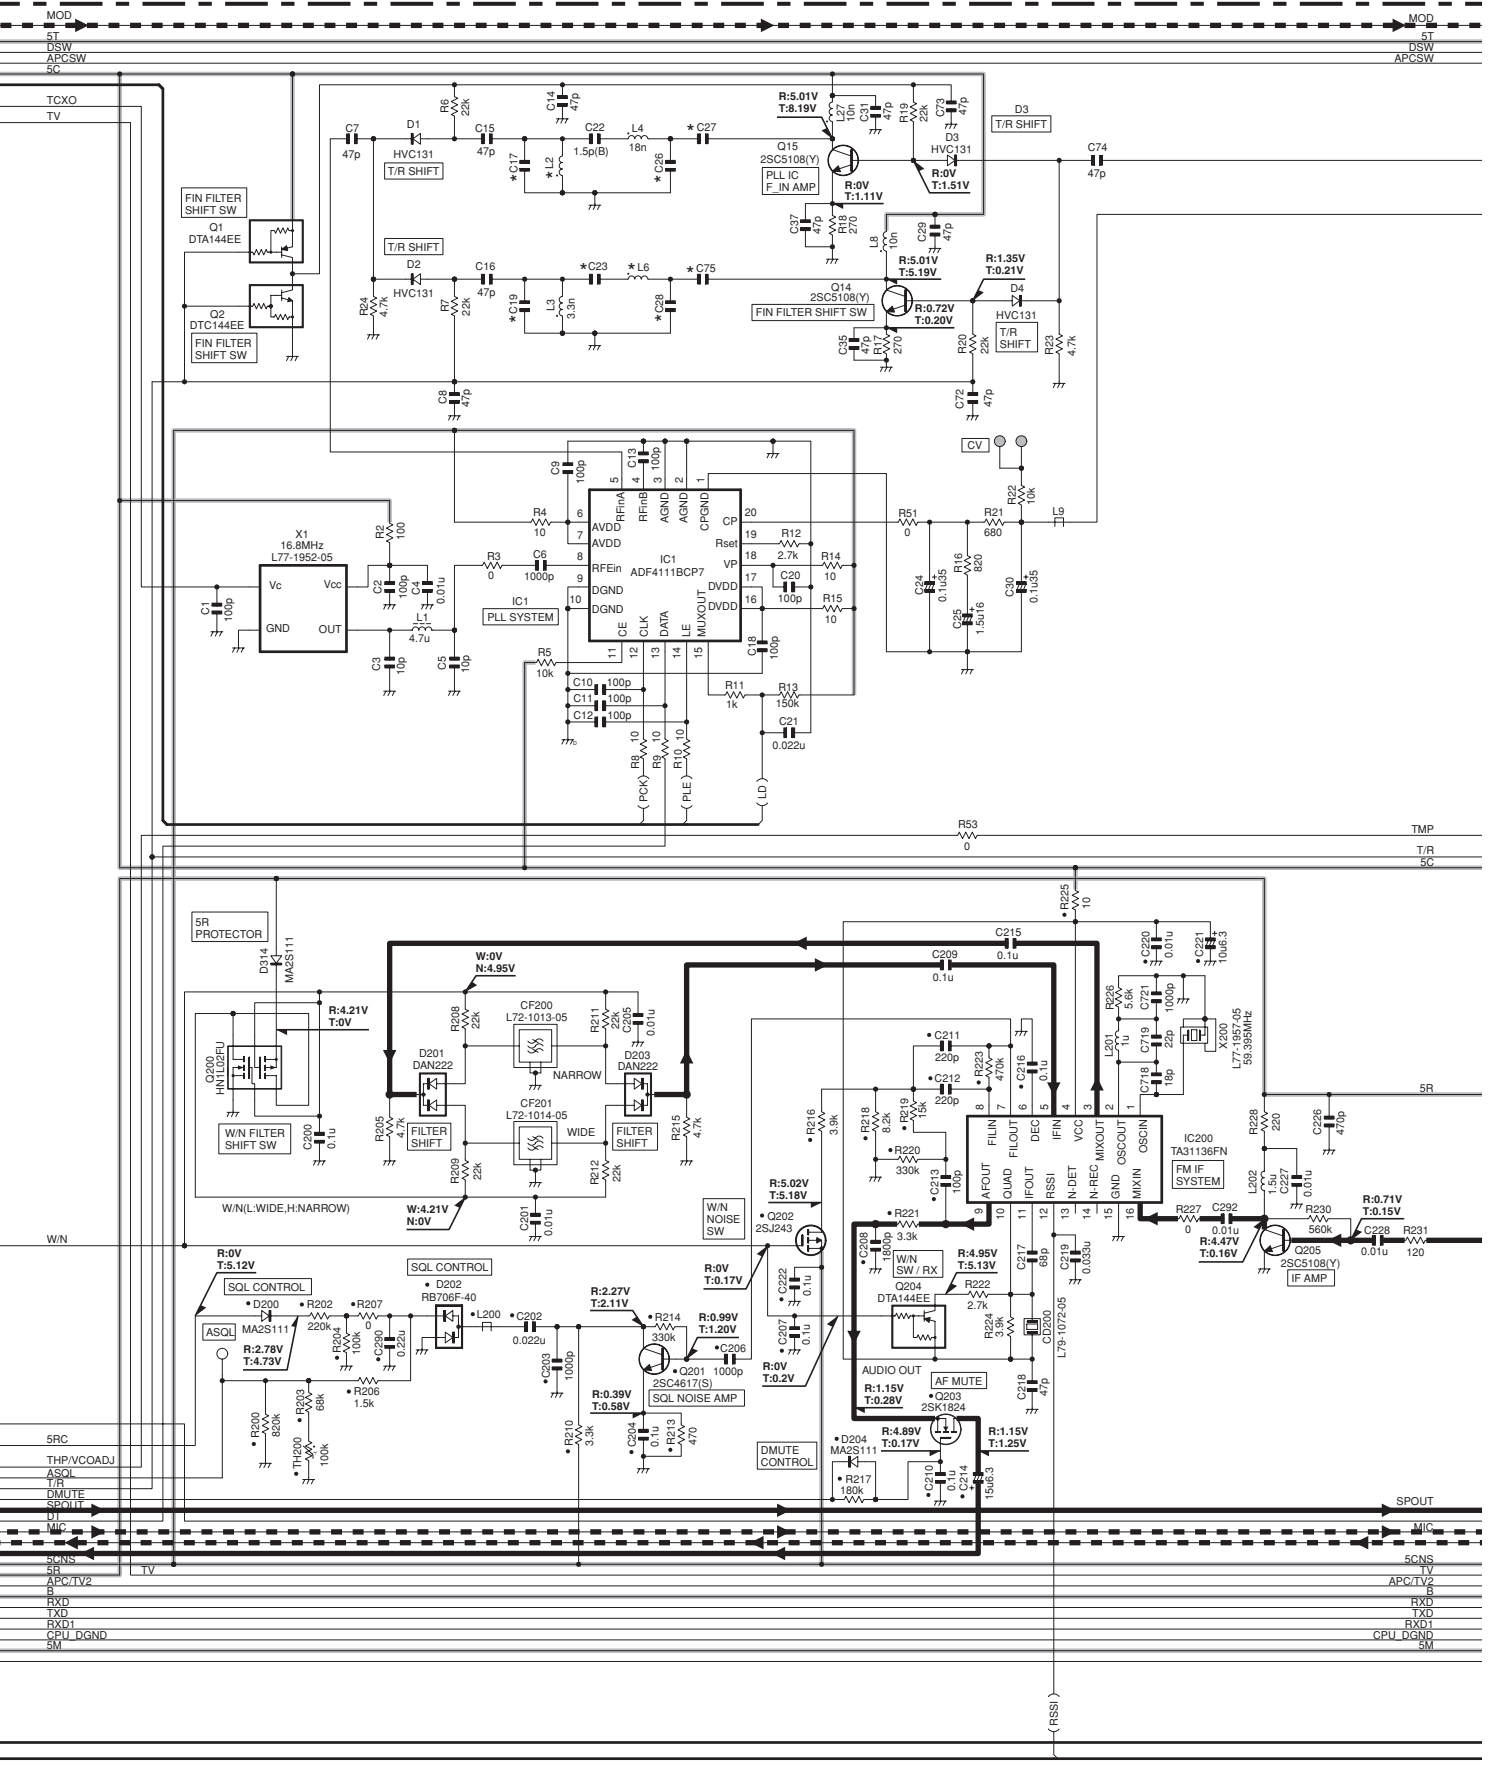 MOD
MOD
5T
5T
DSW
DSW
APCSW
APCSW
5C
TCXO
TV
C7
47p
D1
HVC131
T/R SHIFT
R6
22k
C14
47p
C15
47p
* C17
* L2
C22
1.5p(B)
L4
18n
* C26
* C27
R:5.01V
T:8.19V
L27
10n
C31
47p
R19
22k
C73
47p
D3
T/R SHIFT
D3
HVC131
C74
47p
Q15
2SC5108(Y)
PLL IC
F_IN AMP
R:0V
T:1.51V
R:0V
T:1.11V
C37
47p
R18
270
L8
10n
C29
47p
FIN FILTER
SHIFT SW
Q1
DTA144EE
Q2
DTC144EE
FIN FILTER
SHIFT SW
T/R SHIFT
D2
HVC131
R24
4.7k
R7
22k
C16
47p
* C19
L3
3.3n
* C23
* L6
* C28
* C75
R:5.01V
T:5.19V
R:1.35V
T:0.21V
Q14
2SC5108(Y)
FIN FILTER SHIFT SW
R:0.72V
T:0.20V
D4
HVC131
T/R
SHIFT
C35
47p
R17
270
R20
22k
R23
4.7k
C8
47p
C72
47p
CV
R22
10k
C9
100p
C13
100p
5
4
3
2
1
RFinA
RFinB
AGND
AGND
CPGND
R4
10
6
AVDD
7
AVDD
8
RFEin
9
DGND
10
DGND
IC1
ADF4111BCP7
CP
20
Rset
19
VP
18
DVDD
17
DVDD
16
CE
CLK
DATA
LE
MUXOUT
11
12
13
14
15
R2
100
X1
16.8MHz
L77-1952-05
Vc
Vcc
GND
OUT
C1
100p
C2
100p
C4
0.01u
L1
4.7u
C3
10p
C5
10p
R3
0
C6
1000p
IC1
PLL SYSTEM
R5
10k
R12
2.7k
C20
100p
R14
10
R15
10
C18
100p
R51
0
R21
680
L9
C24
0.1u35
R16
820
C25
1.5u16
C30
0.1u35
C10
100p
C11
100p
C12
100p
R11
1k
R13
150k
C21
0.022u
R8
10
R9
10
R10
10
PCK
PLE
LD
R53
0
TMP
T/R
5C
5R
PROTECTOR
D314
MA2S111
R:4.21V
T:0V
Q200
HN1L02FU
W/N FILTER
SHIFT SW
C200
0.1u
W/N(L:WIDE,H:NARROW)
W:0V
N:4.95V
R208
22k
CF200
L72-1013-05
NARROW
R211
22k
C205
0.01u
D201
DAN222
D203
DAN222
CF201
L72-1014-05
WIDE
R205
4.7k
FILTER
SHIFT
FILTER
SHIFT
R209
22k
R212
22k
R215
4.7k
W:4.21V
N:0V
C201
0.01u
C215
0.1u
C209
0.1u
R225
10
C220
0.01u
C221
10u6.3
R226
5.6k
C721
1000p
L201
1u
C719
22p
C718
18p
X200
L77-1957-05
59.395MHz
C211
220p
C212
220p
R223
470k
C216
0.1u
R216
3.9k
R218
8.2k
R219
15k
R220
330k
C213
100p
8
7
6
5
4
3
2
1
FILIN
FILOUT
DEC
IFIN
VCC
MIXOUT
OSCOUT
OSCIN
AFOUT
QUAD
IFOUT
RSSI
N-DET
N-REC
GND
MIXIN
9
10
11
12
13
14
15
16
IC200
TA31136FN
FM IF
SYSTEM
5R
R228
220
C226
470p
L202
1.5u
C227
0.01u
R227
0
C292
0.01u
R230
560k
R:0.71V
T:0.15V
R:4.47V
T:0.16V
Q205
2SC5108(Y)
IF AMP
C228
0.01u
R231
120
W/N
R:0V
T:5.12V
SQL CONTROL
D200
MA2S111
R202
220k
R207
0
ASQL
R:2.78V
T:4.73V
R204
100k
C290
0.22u
R206
1.5k
R200
820k
R203
68k
TH200
100k
SQL CONTROL
D202
RB706F-40
L200
C202
0.022u
C203
1000p
R:2.27V
T:2.11V
R214
330k
R:0.99V
T:1.20V
C206
1000p
Q201
2SC4617(S)
SQL NOISE AMP
R:0.39V
T:0.58V
R210
3.3k
C204
0.1u
R213
470
W/N
NOISE
SW
R:5.02V
T:5.18V
Q202
2SJ243
R:0V
T:0.17V
C222
0.1u
C207
0.1u
R:0V
T:0.2V
R221
3.3k
C208
1800p
W/N
SW / RX
Q204
DTA144EE
R:4.95V
T:5.13V
R222
2.7k
R224
3.9k
C217
68p
CD200
L79-1072-05
C218
47p
C219
0.033u
AUDIO OUT
AF MUTE
R:1.15V
T:0.28V
Q203
2SK1824
R:4.89V
T:0.17V
R:1.15V
T:1.25V
DMUTE
CONTROL
D204
MA2S111
R217
180k
C210
0.1u
C214
15u6.3
5RC
THP/VCOADJ
ASQL
T/R
DMUTE
SPOUT
SPOUT
DT
MIC
MIC
5CNS
5CNS
5R
TV
TV
APC/TV2
APC/TV2
B
B
RXD
RXD
TXD
TXD
RXD1
RXD1
CPU_DGND
CPU_DGND
5M
5M
RSSI